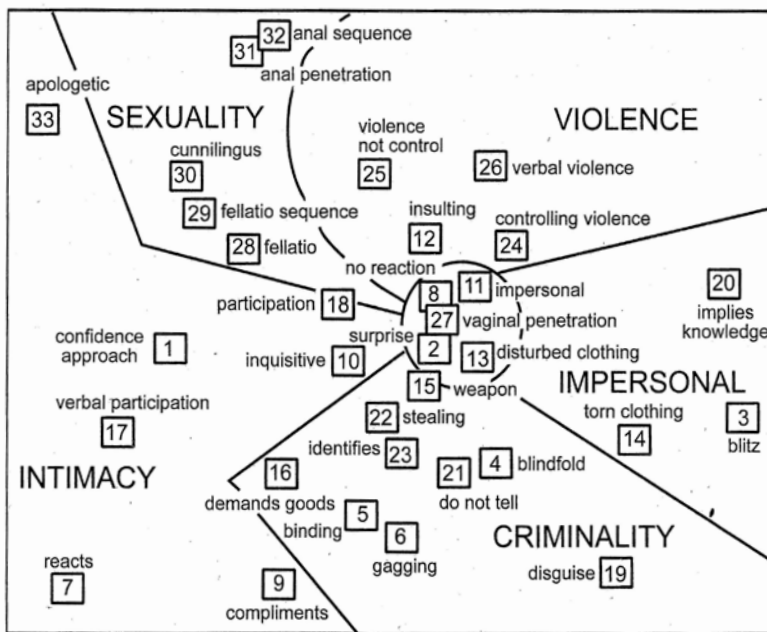 32 anal sequence
31
anal penetration
apologetic
33
SEXUALITY
VIOLENCE
cunnilingus
30
violence
not control
25
26 verbal violence
29 fellatio sequence
insulting
12
controlling violence
24
28 fellatio
no reaction
8
11 impersonal
20
implies
knowledge
participation 18
27 vaginal penetration
confidence
approach 1
surprise
2
inquisitive 10
13 disturbed clothing
15 weapon
IMPERSONAL
verbal participation
17
22 stealing
torn clothing
14
3
blitz
identifies
23
INTIMACY
16
demands goods
21
do not tell
4 blindfold
binding
5
6
gagging
CRIMINALITY
reacts
7
9
compliments
disguise 19